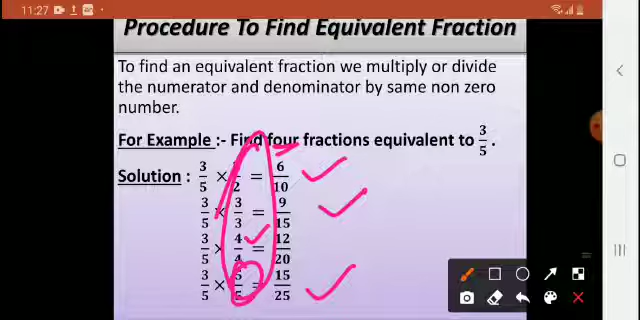 11:27
Procedure To Find Equivalent Fraction
To find an equivalent fraction we multiply or divide
the numerator and denominator by same non zero
number.
For Example :- Find four fractions equivalent to 3/5 .
Solution : 3/5 × 2/2 = 6/10
3/5 × 3/3 = 9/15
3/5 × 4/4 = 12/20
3/5 × 5/5 = 15/25